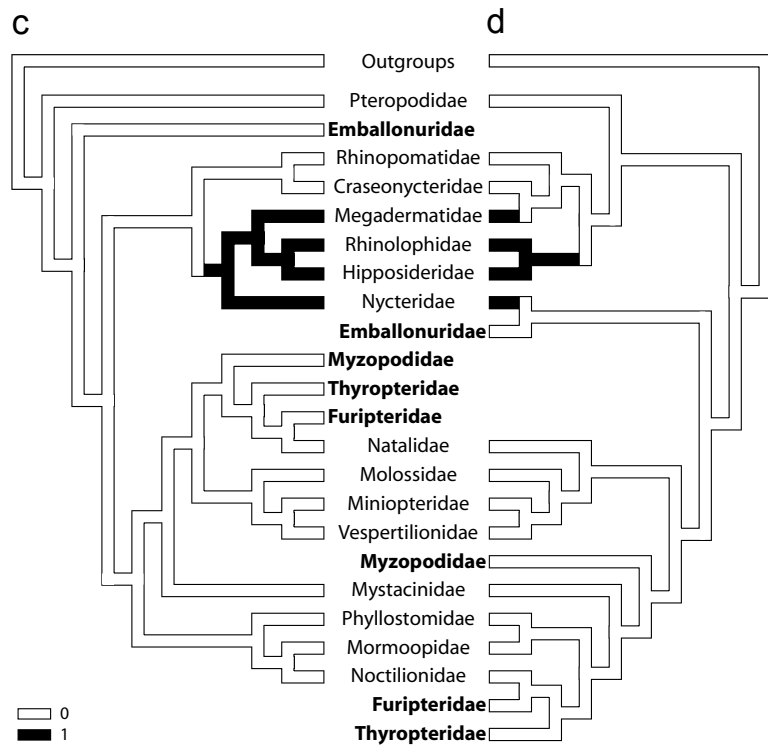 c d
Outgroups
Pteropodidae
Emballonuridae
Rhinopomatidae
Craseonycteridae
Megadermatidae
Rhinolophidae
Hipposideridae
Nycteridae
Emballonuridae
Myzopodidae
Thyropteridae
Furipteridae
Natalidae
Molossidae
Miniopteridae
Vespertilionidae
Myzopodidae
Mystacinidae
Phyllostomidae
Mormoopidae
Noctilionidae
Furipteridae
Thyropteridae
0
1